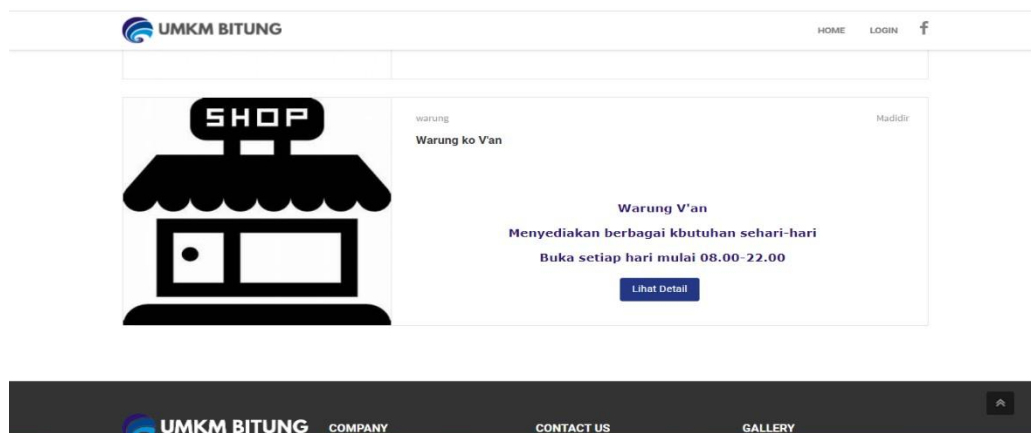 UMKM BITUNG
HOME LOGIN f
SHOP
warung Madidir
Warung ko V'an
Warung V'an
Menyediakan berbagai kbutuhan sehari-hari
Buka setiap hari mulai 08.00-22.00
Lihat Detail
UMKM BITUNG COMPANY CONTACT US GALLERY